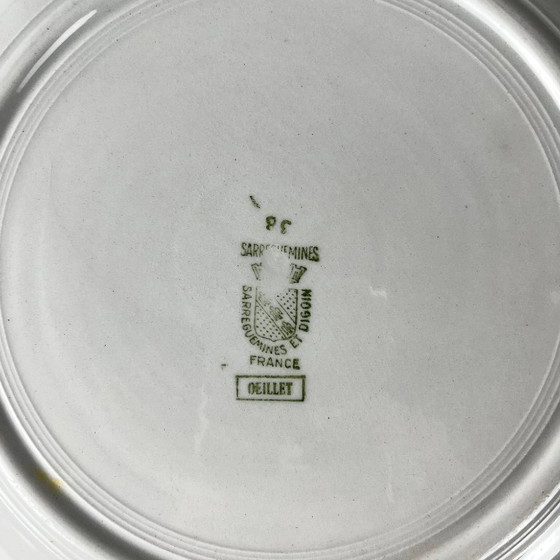 38
SARREGUEMINES
SARREGUEMINES ET DIGOIN
FRANCE
OEILLET